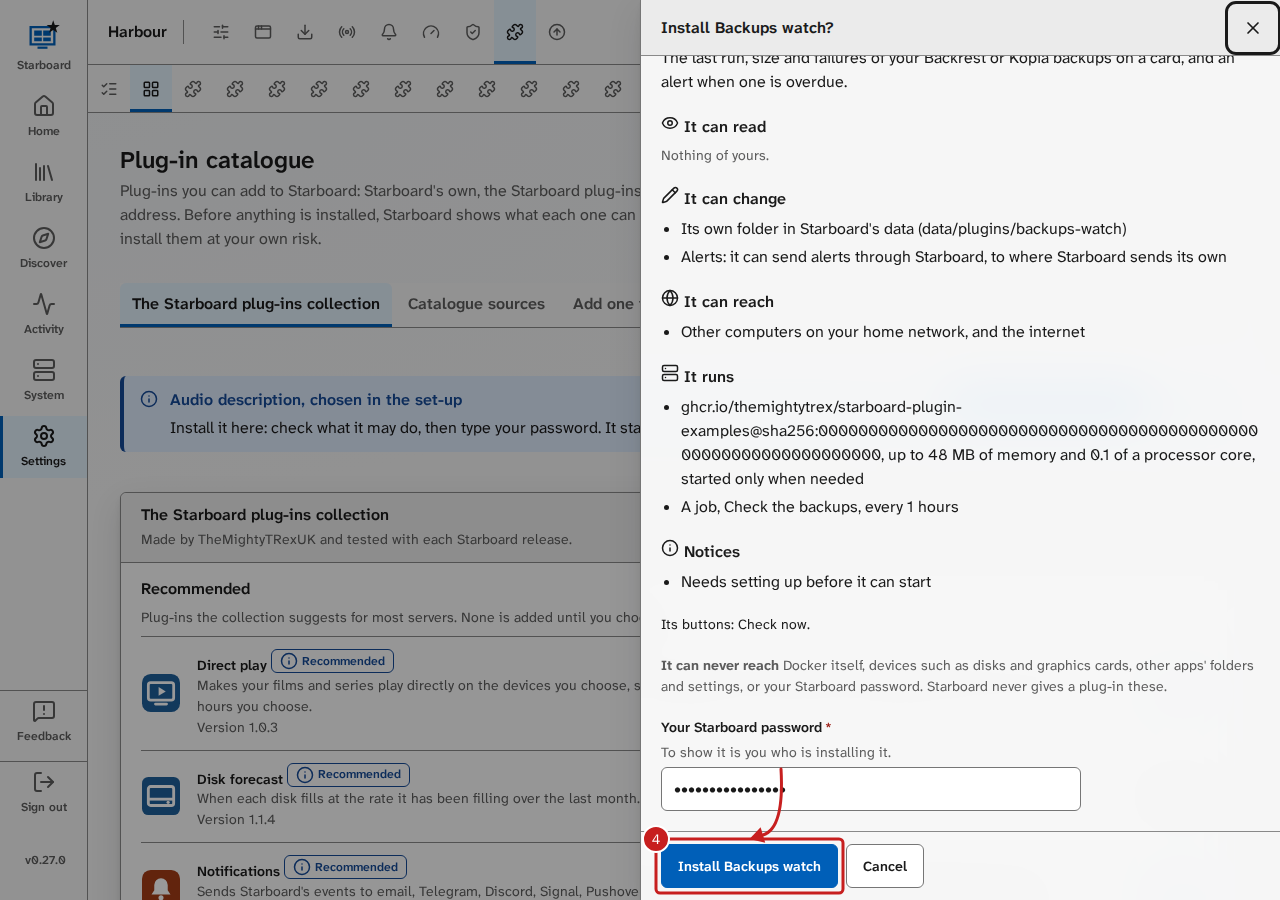 Starboard
Home
Library
Discover
Activity
System
Settings
Feedback
Sign out
v0.27.0
Harbour
Plug-in catalogue
Plug-ins you can add to Starboard: Starboard's own, the Starboard plug-ins
address. Before anything is installed, Starboard shows what each one can
install them at your own risk.
The Starboard plug-ins collection
Catalogue sources
Add one
Audio description, chosen in the set-up
Install it here: check what it may do, then type your password. It sta
The Starboard plug-ins collection
Made by TheMightyTRexUK and tested with each Starboard release.
Recommended
Plug-ins the collection suggests for most servers. None is added until you cho
Direct play
Recommended
Makes your films and series play directly on the devices you choose, s
hours you choose.
Version 1.0.3
Disk forecast
Recommended
When each disk fills at the rate it has been filling over the last month.
Version 1.1.4
Notifications
Recommended
Sends Starboard's events to email, Telegram, Discord, Signal, Pushove
Install Backups watch?
The last run, size and failures of your Backrest or Kopia backups on a card, and an
alert when one is overdue.
It can read
Nothing of yours.
It can change
Its own folder in Starboard's data (data/plugins/backups-watch)
Alerts: it can send alerts through Starboard, to where Starboard sends its own
It can reach
Other computers on your home network, and the internet
It runs
ghcr.io/themightytrex/starboard-plugin-
examples@sha256:00000000000000000000000000000000000000000000
00000000000000000000, up to 48 MB of memory and 0.1 of a processor core,
started only when needed
A job, Check the backups, every 1 hours
Notices
Needs setting up before it can start
Its buttons: Check now.
It can never reach Docker itself, devices such as disks and graphics cards, other apps' folders
and settings, or your Starboard password. Starboard never gives a plug-in these.
Your Starboard password *
To show it is you who is installing it.
••••••••••••••••
4
Install Backups watch
Cancel